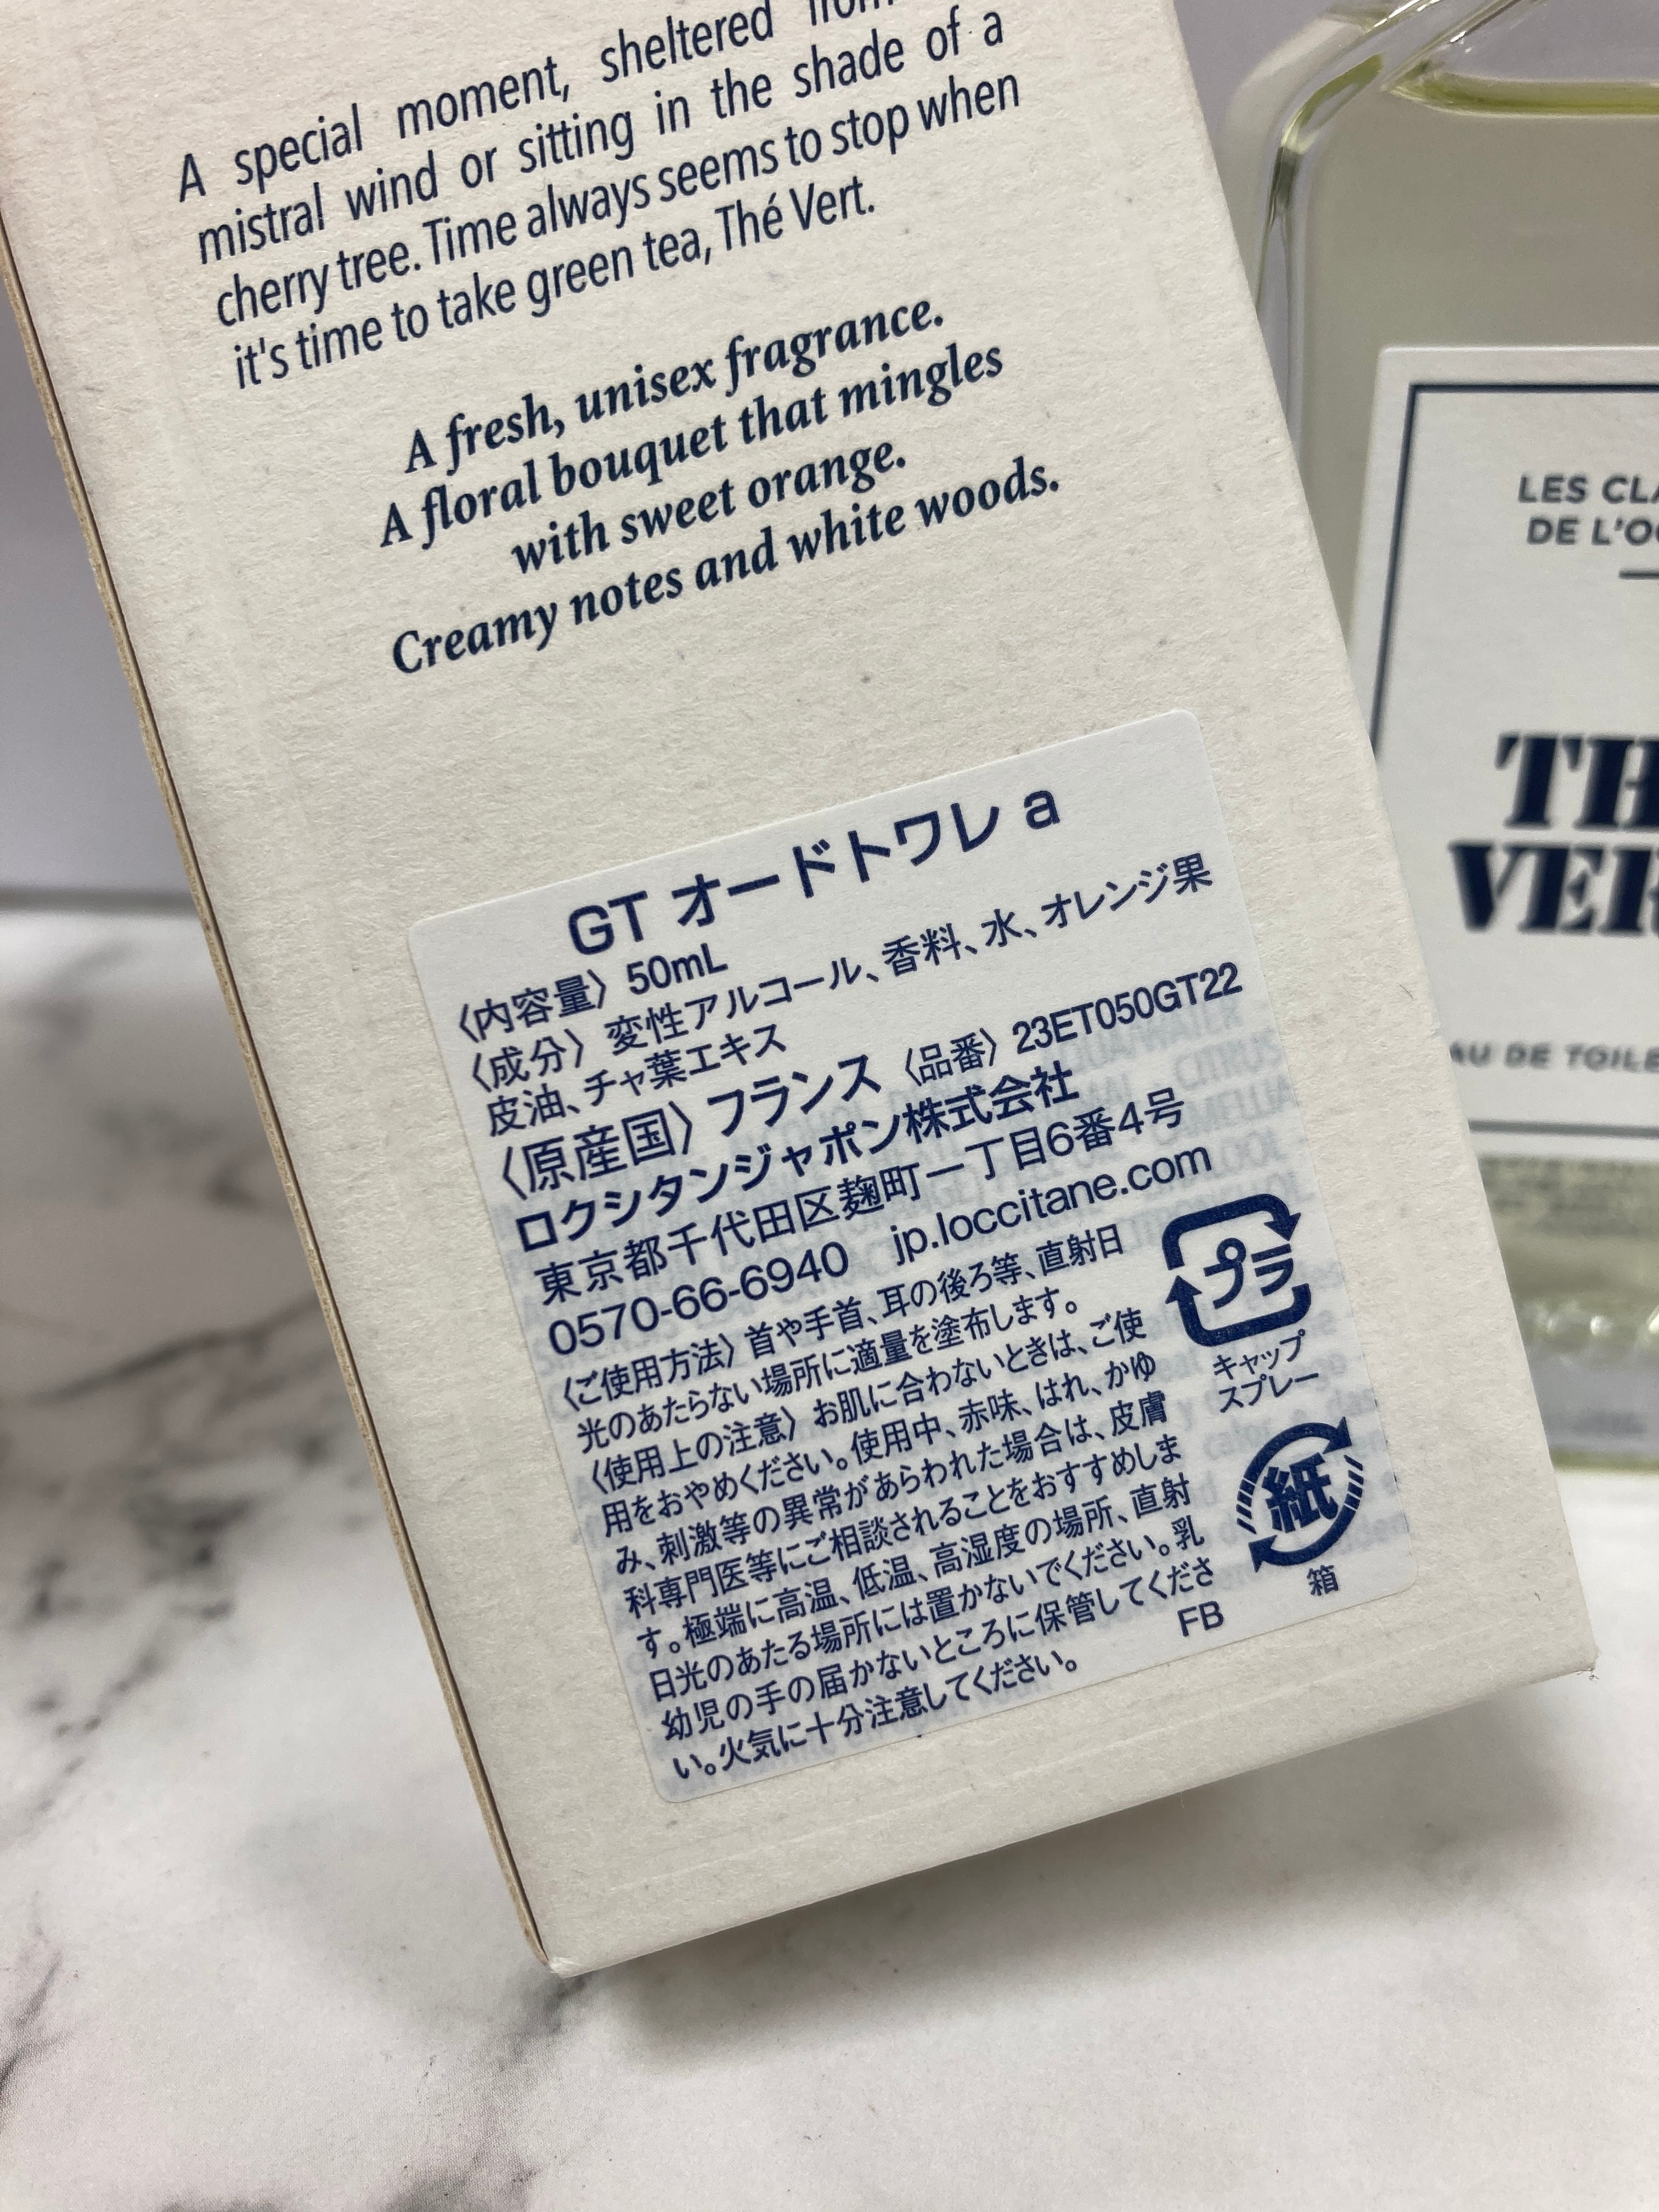 A special moment, sheltered from
mistral wind or sitting in the shade of a
cherry tree. Time always seems to stop when
it's time to take green tea, Thé Vert.
A fresh, unisex fragrance.
A floral bouquet that mingles
with sweet orange.
Creamy notes and white woods.
GT オードトワレ a
〈内容量〉 50mL
〈成分〉 変性アルコール、香料、水、オレンジ果
皮油、チャ葉エキス
〈原産国〉 フランス 〈品番〉 23ET050GT22
ロクシタンジャポン株式会社
東京都千代田区麹町一丁目6番4号
0570-66-6940 jp.loccitane.com
〈ご使用方法〉 首や手首、耳の後ろ等、直射日
光のあたらない場所に適量を塗布します。
〈使用上の注意〉 お肌に合わないときは、ご使
用をおやめください。使用中、赤味、はれ、かゆ
み、刺激等の異常があらわれた場合は、皮膚
科専門医等にご相談されることをおすすめしま
す。極端に高温、低温、高湿度の場所、直射
日光のあたる場所には置かないでください。乳
幼児の手の届かないところに保管してくださ
い。火気に十分注意してください。
FB
プラ
キャップ
スプレー
紙
箱
LES CLA
DE L'OC
TH
VER
AU DE TOILE